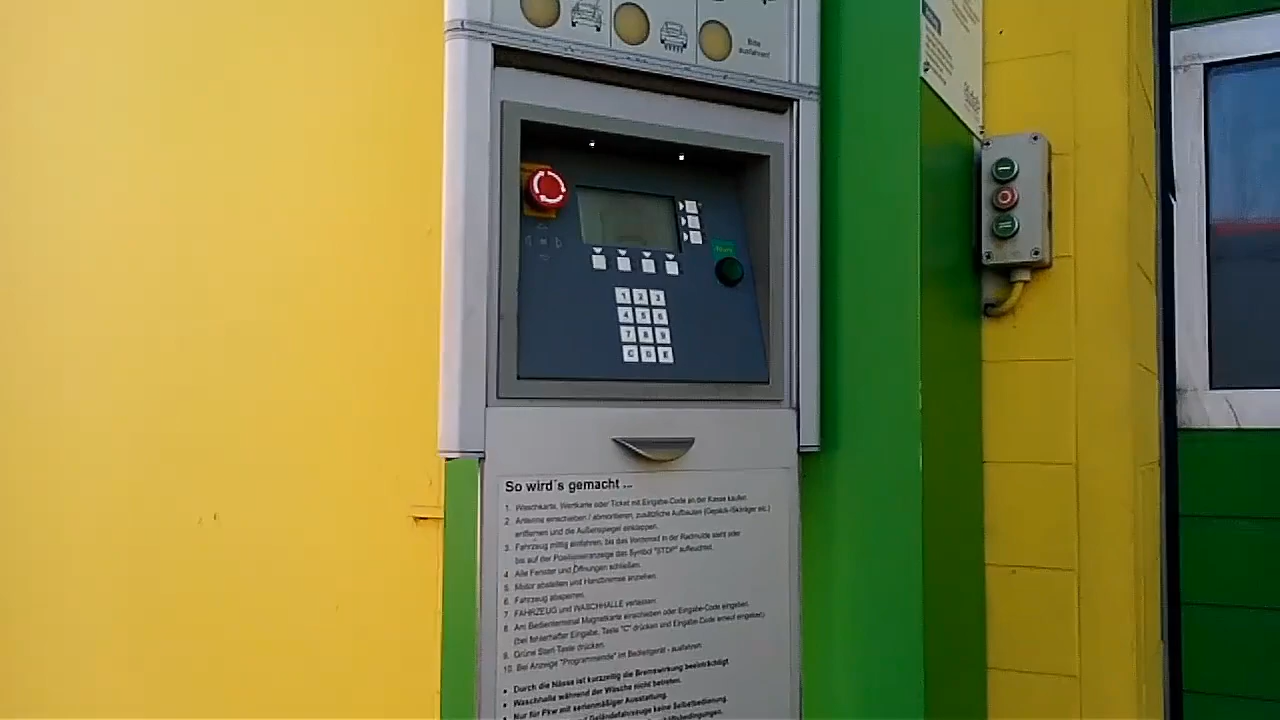 Bitte
ausfahren!
1 2 3
4 5 6
7 8 9
C 0 E
So wird´s gemacht ...
1. Waschkarte, Wertkarte oder Ticket mit Eingabe-Code an der Kasse kaufen
2. Antenne einschieben / abmontieren, zusätzliche Aufbauten (Gepäck-/Skiträger etc.)
entfernen und die Außenspiegel einklappen.
3. Fahrzeug mittig einfahren, bis das Vorderrad in der Radmulde steht oder
bis auf der Positionsanzeige das Symbol "STOP" aufleuchtet.
4. Alle Fenster und Öffnungen schließen.
5. Motor abstellen und Handbremse anziehen.
6. Fahrzeug absperren.
7. FAHRZEUG und WASCHHALLE verlassen.
8. Am Bedienterminal Magnetkarte einschieben oder Eingabe-Code eingeben.
(bei fehlerhafter Eingabe, Taste "C" drücken und Eingabe-Code erneut eingeben)
9. Grüne Start-Taste drücken.
10. Bei Anzeige "Programmende" im Bediengerät - ausfahren
• Durch die Nässe ist kurzzeitig die Bremswirkung beeinträchtigt
• Waschhalle während der Wäsche nicht betreten.
• Nur für Pkw mit serienmäßiger Ausstattung.
Geländefahrzeuge keine Selbstbedienung.